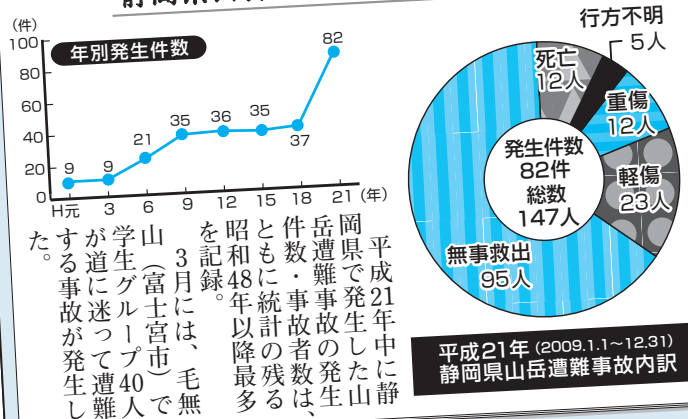 (件)
年別発生件数
100
80
60
40
20
0
9
9
21
35
36
35
37
82
H元
3
6
9
12
15
18
21
(年)
行方不明
5人
死亡
12人
重傷
12人
軽傷
23人
無事救出
95人
発生件数
82件
総数
147人
平成21年 (2009.1.1〜12.31)
静岡県山岳遭難事故内訳
平成21年中に静
岡県で発生した山
岳遭難事故の発生
件数・事故者数は、
ともに統計の残る
昭和48年以降最多
を記録。
3月には、毛無
山（富士宮市）で
学生グループ40人
が道に迷って遭難
する事故が発生し
た。